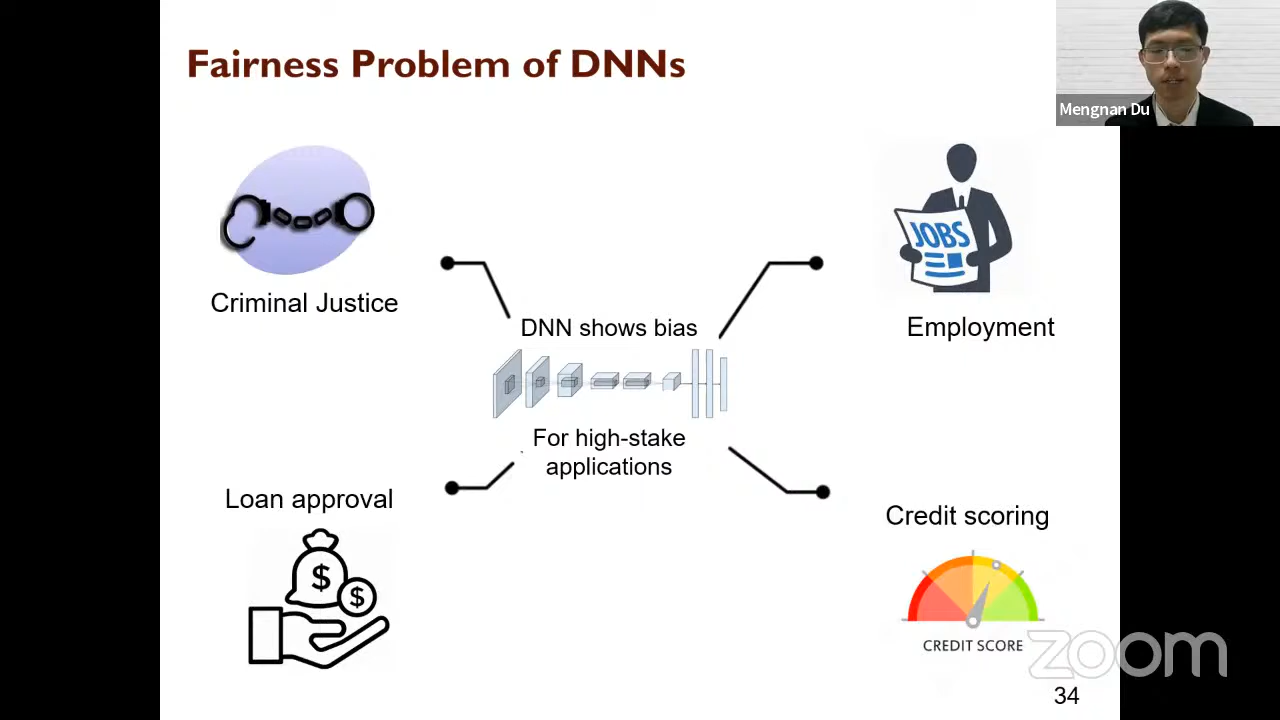 Fairness Problem of DNNs
Mengnan Du
Criminal Justice
JOBS
Employment
DNN shows bias
For high-stake
applications
Loan approval
$
$
Credit scoring
CREDIT SCORE
zoom
34